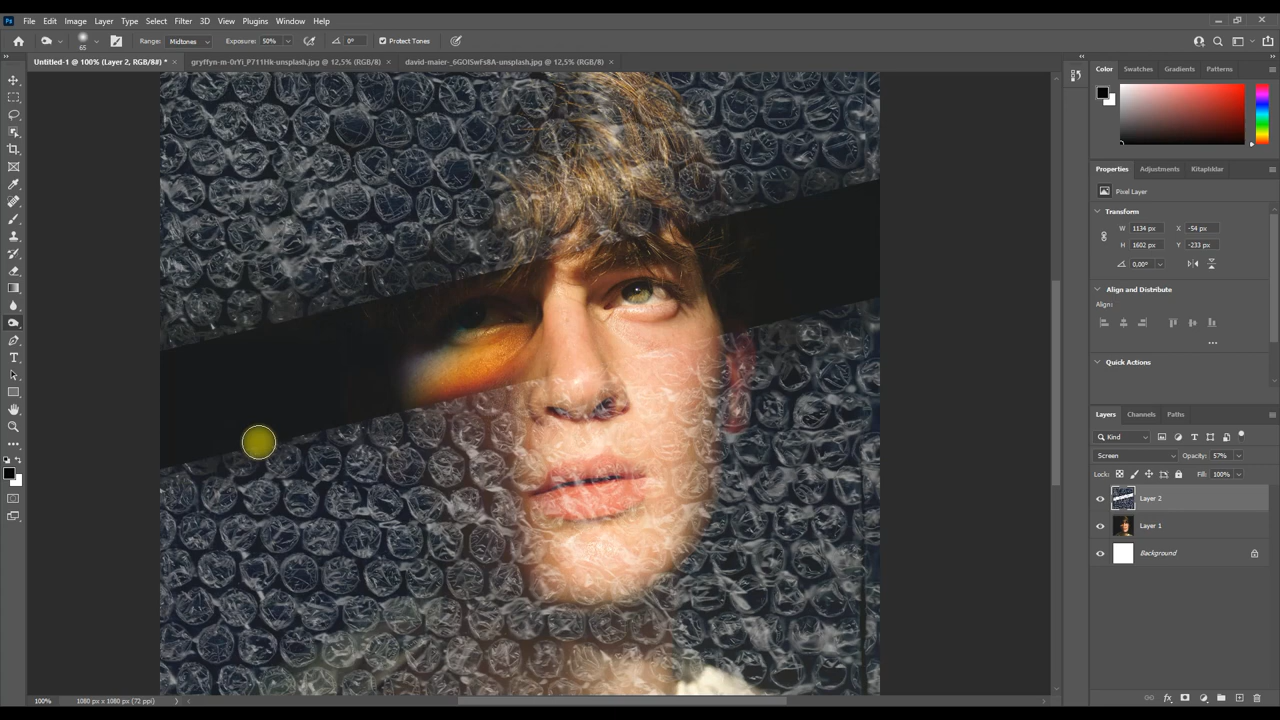 Ps File Edit Image Layer Type Select Filter 3D View Plugins Window Help
65 Range: Midtones Exposure: 50% 0° Protect Tones
Untitled-1 @ 100% (Layer 2, RGB/8#) * × gryffyn-m-0rYi_P711Hk-unsplash.jpg @ 12,5% (RGB/8) × david-maier-_6GOISwFs8A-unsplash.jpg @ 12,5% (RGB/8) ×
Color Swatches Gradients Patterns
Properties Adjustments Kitaplıklar
Pixel Layer
Transform
W 1134 px X -54 px
H 1602 px Y -233 px
0,00°
Align and Distribute
Align:
Quick Actions
Layers Channels Paths
Kind
Screen Opacity: 57%
Lock: Fill: 100%
Layer 2
Layer 1
Background
100% 1080 px x 1080 px (72 ppi)